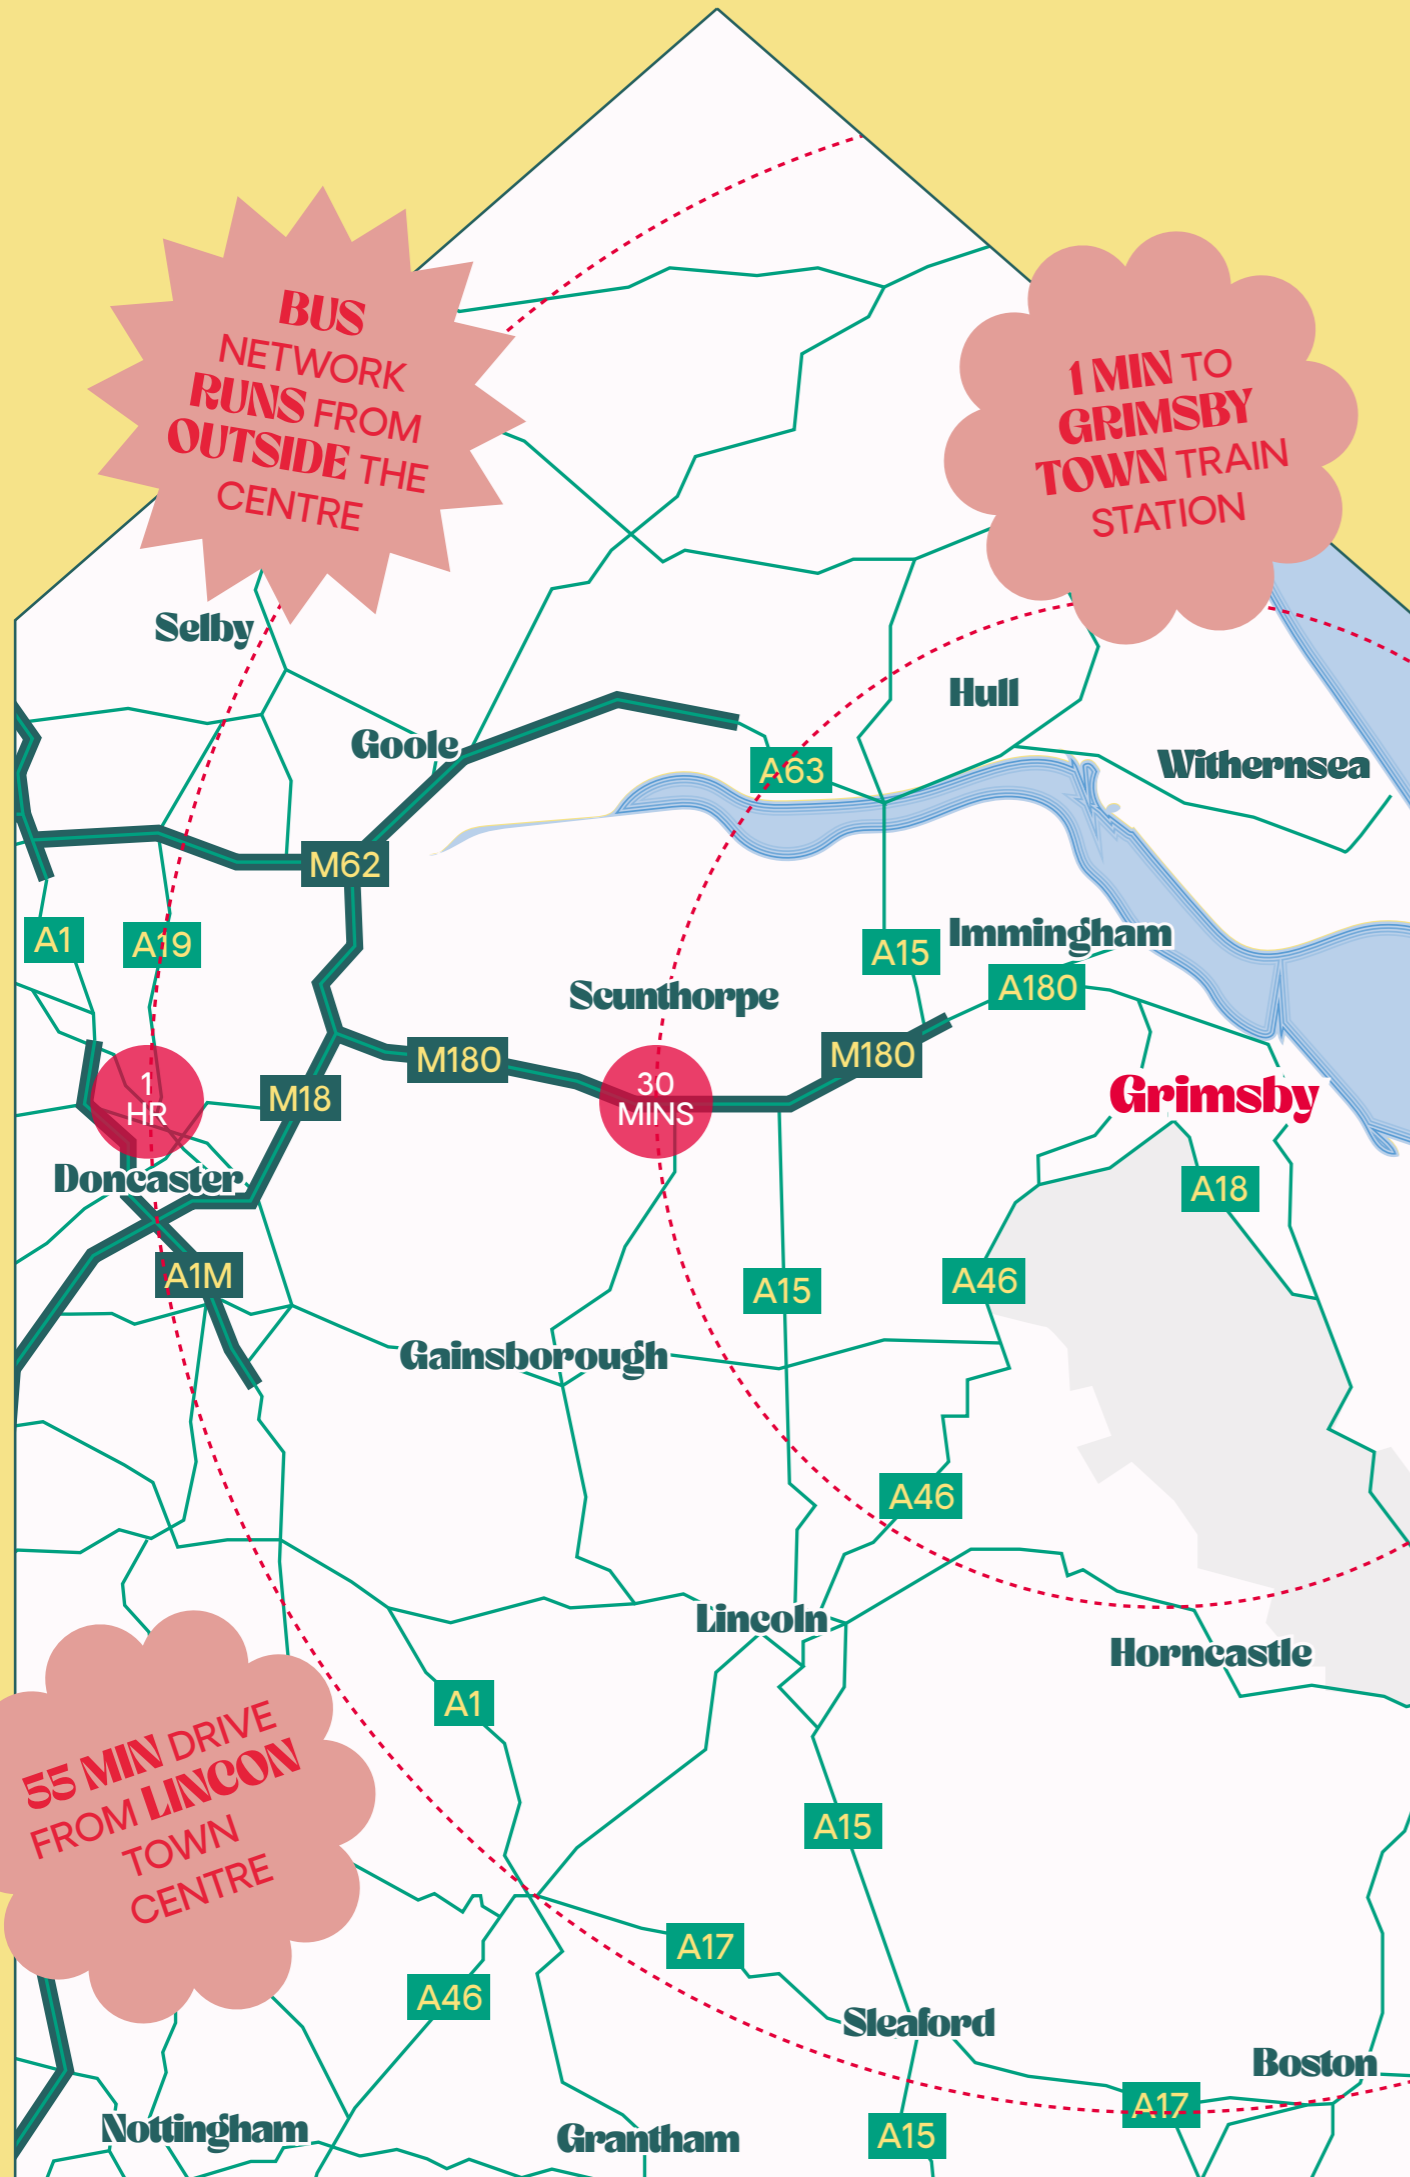 BUS
NETWORK
RUNS FROM
OUTSIDE THE
CENTRE
1 MIN TO
GRIMSBY
TOWN TRAIN
STATION
Selby
Hull
Goole
A63
Withernsea
M62
A1
A19
A15
Immingham
A180
Scunthorpe
M180
M180
1
HR
M18
30
MINS
Grimsby
Doncaster
A18
A1M
A15
A46
Gainsborough
A46
Lincoln
Horncastle
A1
55 MIN DRIVE
FROM LINCON
TOWN
CENTRE
A15
A17
A46
Sleaford
Boston
A17
Nottingham
Grantham
A15